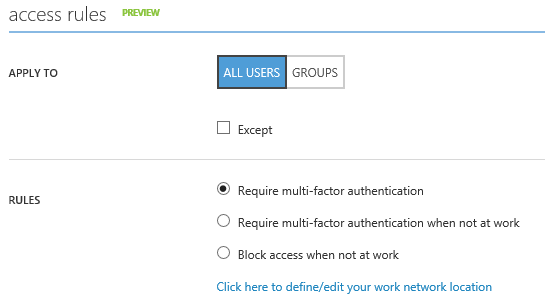 access rules PREVIEW
APPLY TO
ALL USERS GROUPS
Except
RULES
Require multi-factor authentication
Require multi-factor authentication when not at work
Block access when not at work
Click here to define/edit your work network location